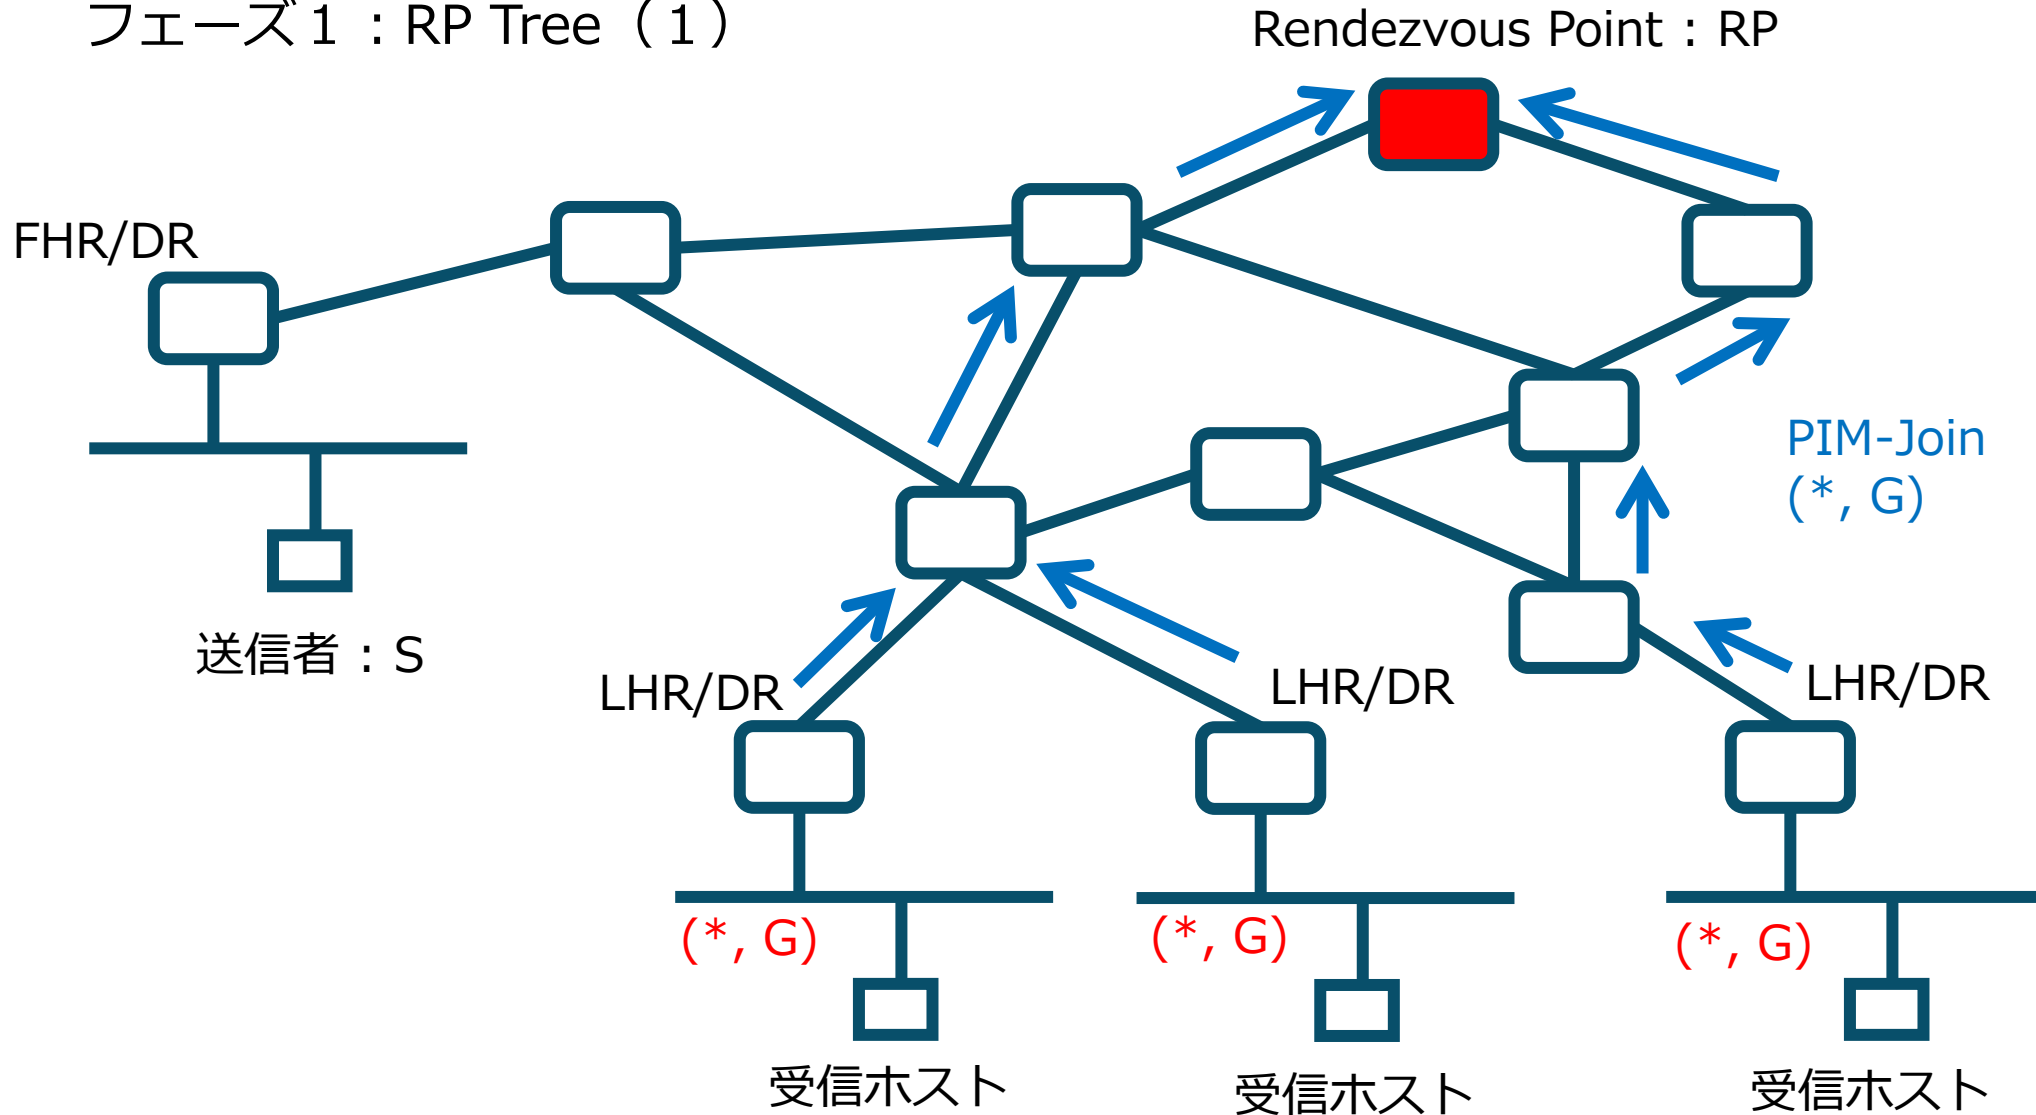 フェーズ１：RP Tree（１）
Rendezvous Point：RP
FHR/DR
PIM-Join
(*, G)
送信者：S
LHR/DR
LHR/DR
LHR/DR
(*, G)
(*, G)
(*, G)
受信ホスト
受信ホスト
受信ホスト